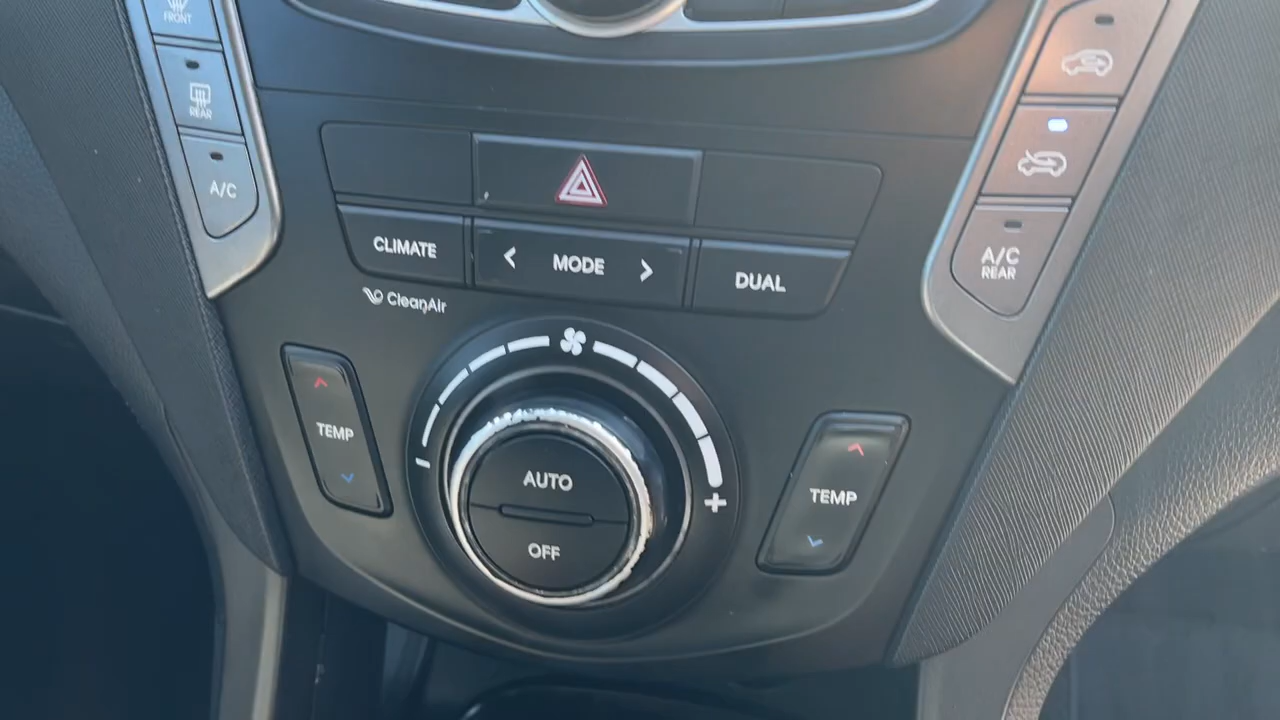 FRONT
REAR
A/C
CLIMATE
< MODE >
DUAL
A/C
REAR
CleanAir
TEMP
AUTO
OFF
TEMP
-
+